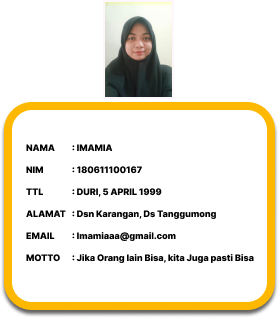 NAMA : IMAMIA
NIM : 180611100167
TTL : DURI, 5 APRIL 1999
ALAMAT : Dsn Karangan, Ds Tanggumong
EMAIL : Imamiaaa@gmail.com
MOTTO : Jika Orang lain Bisa, kita Juga pasti Bisa